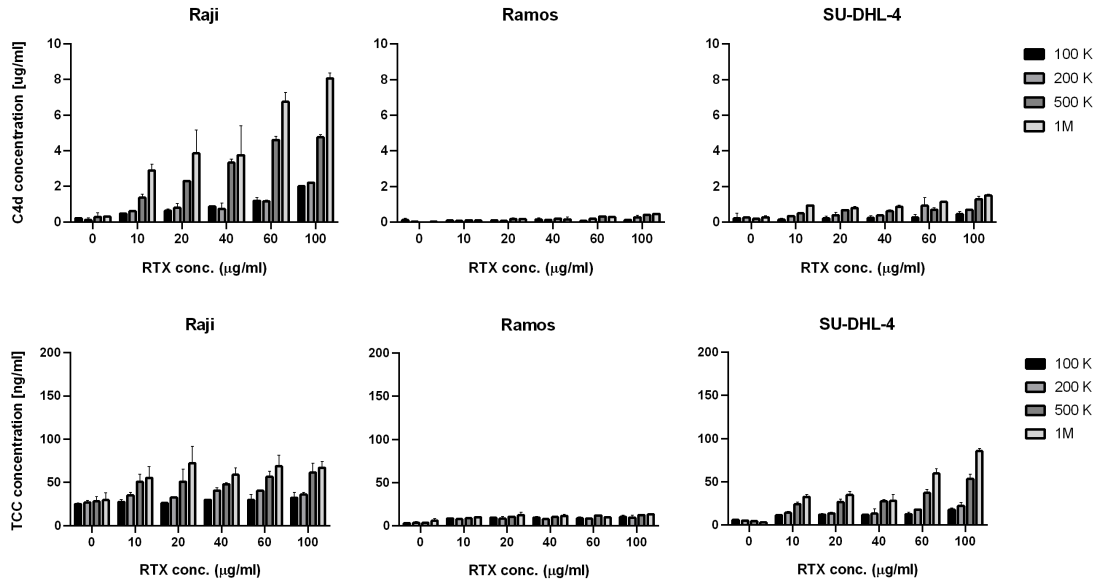 Raji Ramos SU-DHL-4
C4d concentration [ug/ml]
10 8 6 4 2 0
0 10 20 40 60 100
RTX conc. (μg/ml)
10 8 6 4 2 0
0 10 20 40 60 100
RTX conc. (μg/ml)
10 8 6 4 2 0
0 10 20 40 60 100
RTX conc. (μg/ml)
100 K
200 K
500 K
1M
Raji Ramos SU-DHL-4
TCC concentration [ng/ml]
200 150 100 50 0
0 10 20 40 60 100
RTX conc. (μg/ml)
200 150 100 50 0
0 10 20 40 60 100
RTX conc. (μg/ml)
200 150 100 50 0
0 10 20 40 60 100
RTX conc. (μg/ml)
100 K
200 K
500 K
1M